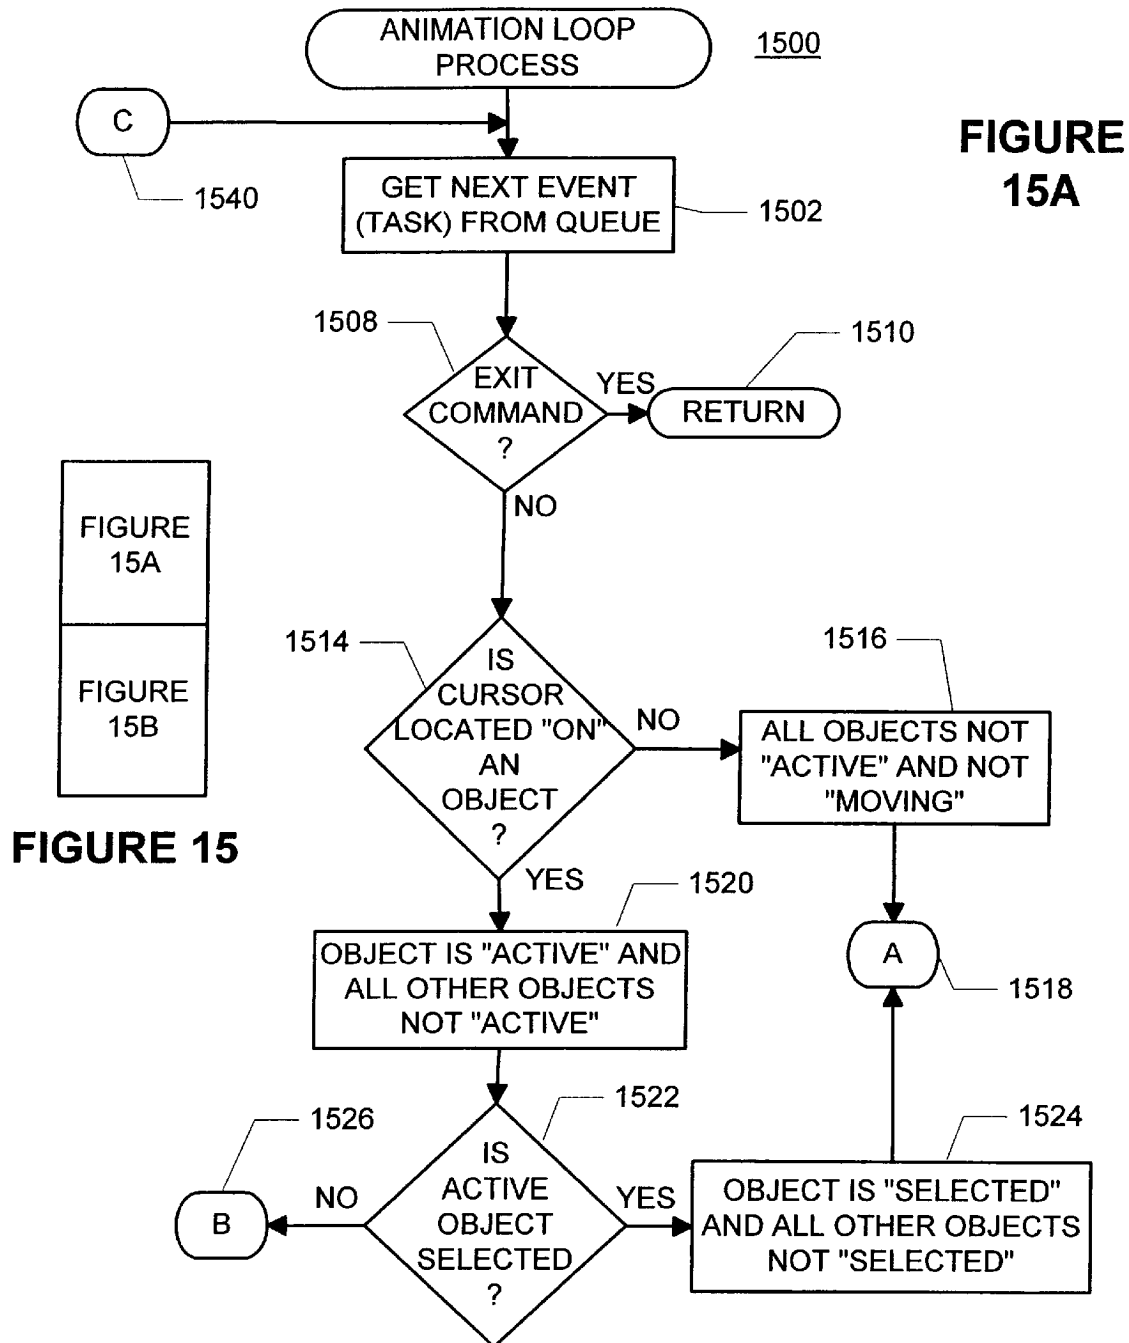 ANIMATION LOOP
PROCESS
1500
C
1540
FIGURE
15A
GET NEXT EVENT
(TASK) FROM QUEUE
1502
1508
EXIT
COMMAND
?
YES
1510
RETURN
NO
FIGURE
15A
FIGURE
15B
FIGURE 15
1514
IS
CURSOR
LOCATED "ON"
AN
OBJECT
?
NO
1516
ALL OBJECTS NOT
"ACTIVE" AND NOT
"MOVING"
YES
1520
OBJECT IS "ACTIVE" AND
ALL OTHER OBJECTS
NOT "ACTIVE"
A
1518
1526
B
NO
1522
IS
ACTIVE
OBJECT
SELECTED
?
YES
1524
OBJECT IS "SELECTED"
AND ALL OTHER OBJECTS
NOT "SELECTED"